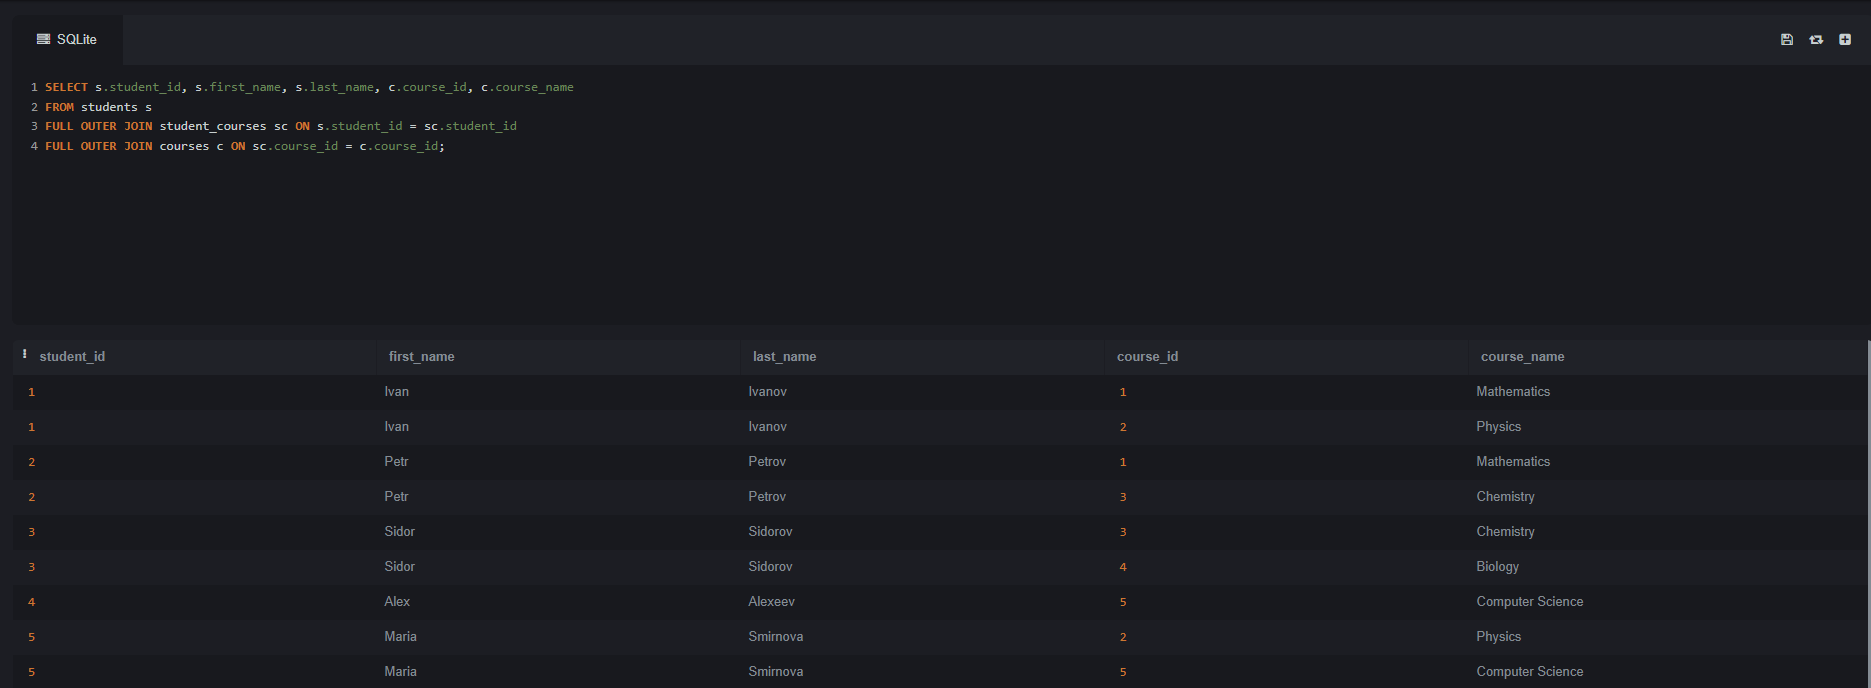 SQLite
1 SELECT s.student_id, s.first_name, s.last_name, c.course_id, c.course_name
2 FROM students s
3 FULL OUTER JOIN student_courses sc ON s.student_id = sc.student_id
4 FULL OUTER JOIN courses c ON sc.course_id = c.course_id;
student_id first_name last_name course_id course_name
1 Ivan Ivanov 1 Mathematics
1 Ivan Ivanov 2 Physics
2 Petr Petrov 1 Mathematics
2 Petr Petrov 3 Chemistry
3 Sidor Sidorov 3 Chemistry
3 Sidor Sidorov 4 Biology
4 Alex Alexeev 5 Computer Science
5 Maria Smirnova 2 Physics
5 Maria Smirnova 5 Computer Science